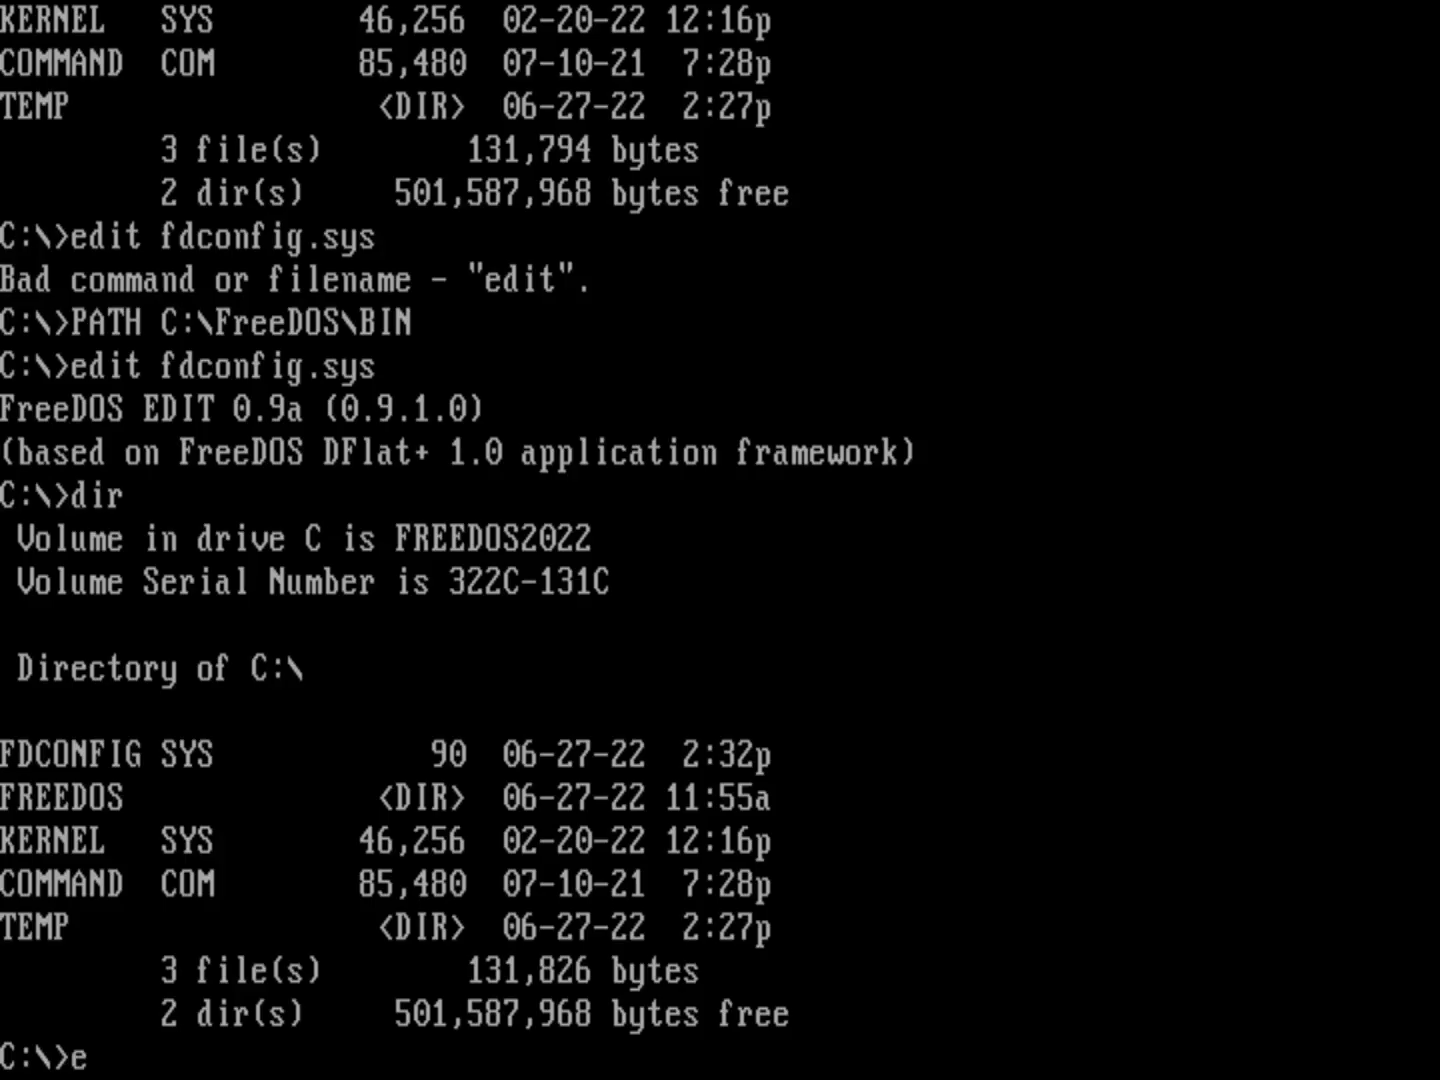 KERNEL   SYS        46,256  02-20-22 12:16p
COMMAND  COM        85,480  07-10-21  7:28p
TEMP                 <DIR>  06-27-22  2:27p
         3 file(s)        131,794 bytes
         2 dir(s)     501,587,968 bytes free
C:\>edit fdconfig.sys
Bad command or filename - "edit".
C:\>PATH C:\FreeDOS\BIN
C:\>edit fdconfig.sys
FreeDOS EDIT 0.9a (0.9.1.0)
(based on FreeDOS DFlat+ 1.0 application framework)
C:\>dir
 Volume in drive C is FREEDOS2022
 Volume Serial Number is 322C-131C
 Directory of C:\
FDCONFIG SYS            90  06-27-22  2:32p
FREEDOS              <DIR>  06-27-22 11:55a
KERNEL   SYS        46,256  02-20-22 12:16p
COMMAND  COM        85,480  07-10-21  7:28p
TEMP                 <DIR>  06-27-22  2:27p
         3 file(s)        131,826 bytes
         2 dir(s)     501,587,968 bytes free
C:\>e